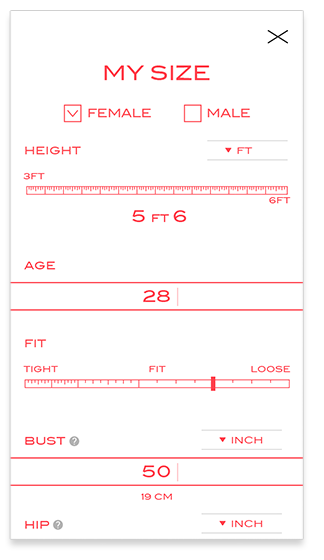 MY SIZE
FEMALE MALE
HEIGHT FT
3FT
6FT
5 FT 6
AGE
28
FIT
TIGHT FIT LOOSE
BUST ? INCH
50
19 CM
HIP ? INCH